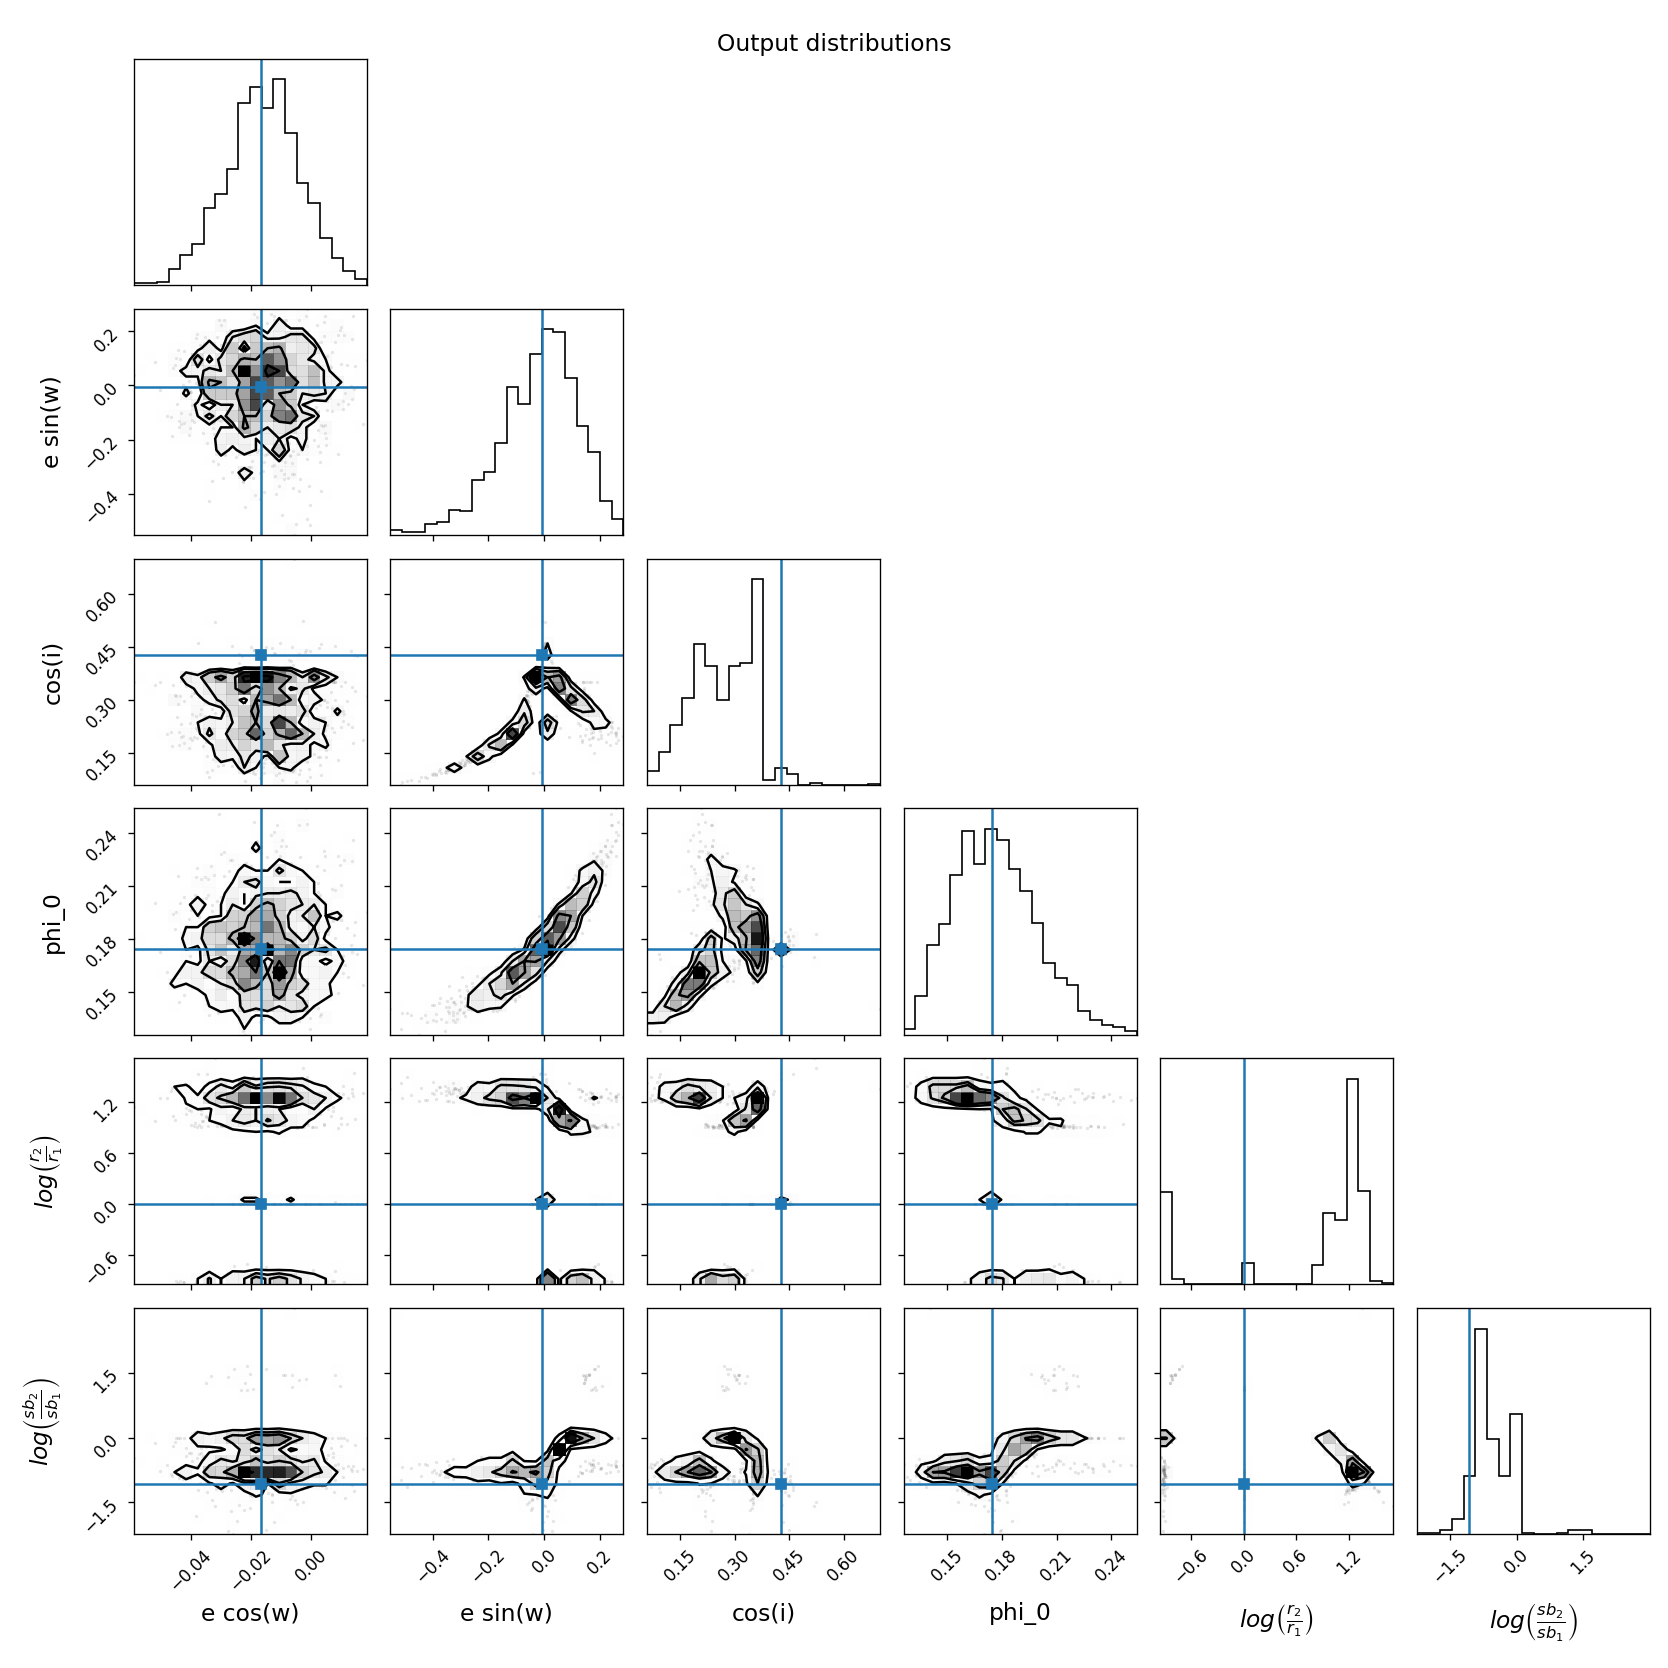 Output distributions
e sin(w)
0.2
0.0
−0.2
−0.4
cos(i)
0.60
0.45
0.30
0.15
phi_0
0.24
0.21
0.18
0.15
log(r₂/r₁)
1.2
0.6
0.0
−0.6
log(sb₂/sb₁)
1.5
0.0
−1.5
−0.04 −0.02 0.00
−0.4 −0.2 0.0 0.2
0.15 0.30 0.45 0.60
0.15 0.18 0.21 0.24
−0.6 0.0 0.6 1.2
−1.5 0.0 1.5
e cos(w)
e sin(w)
cos(i)
phi_0
log(r₂/r₁)
log(sb₂/sb₁)